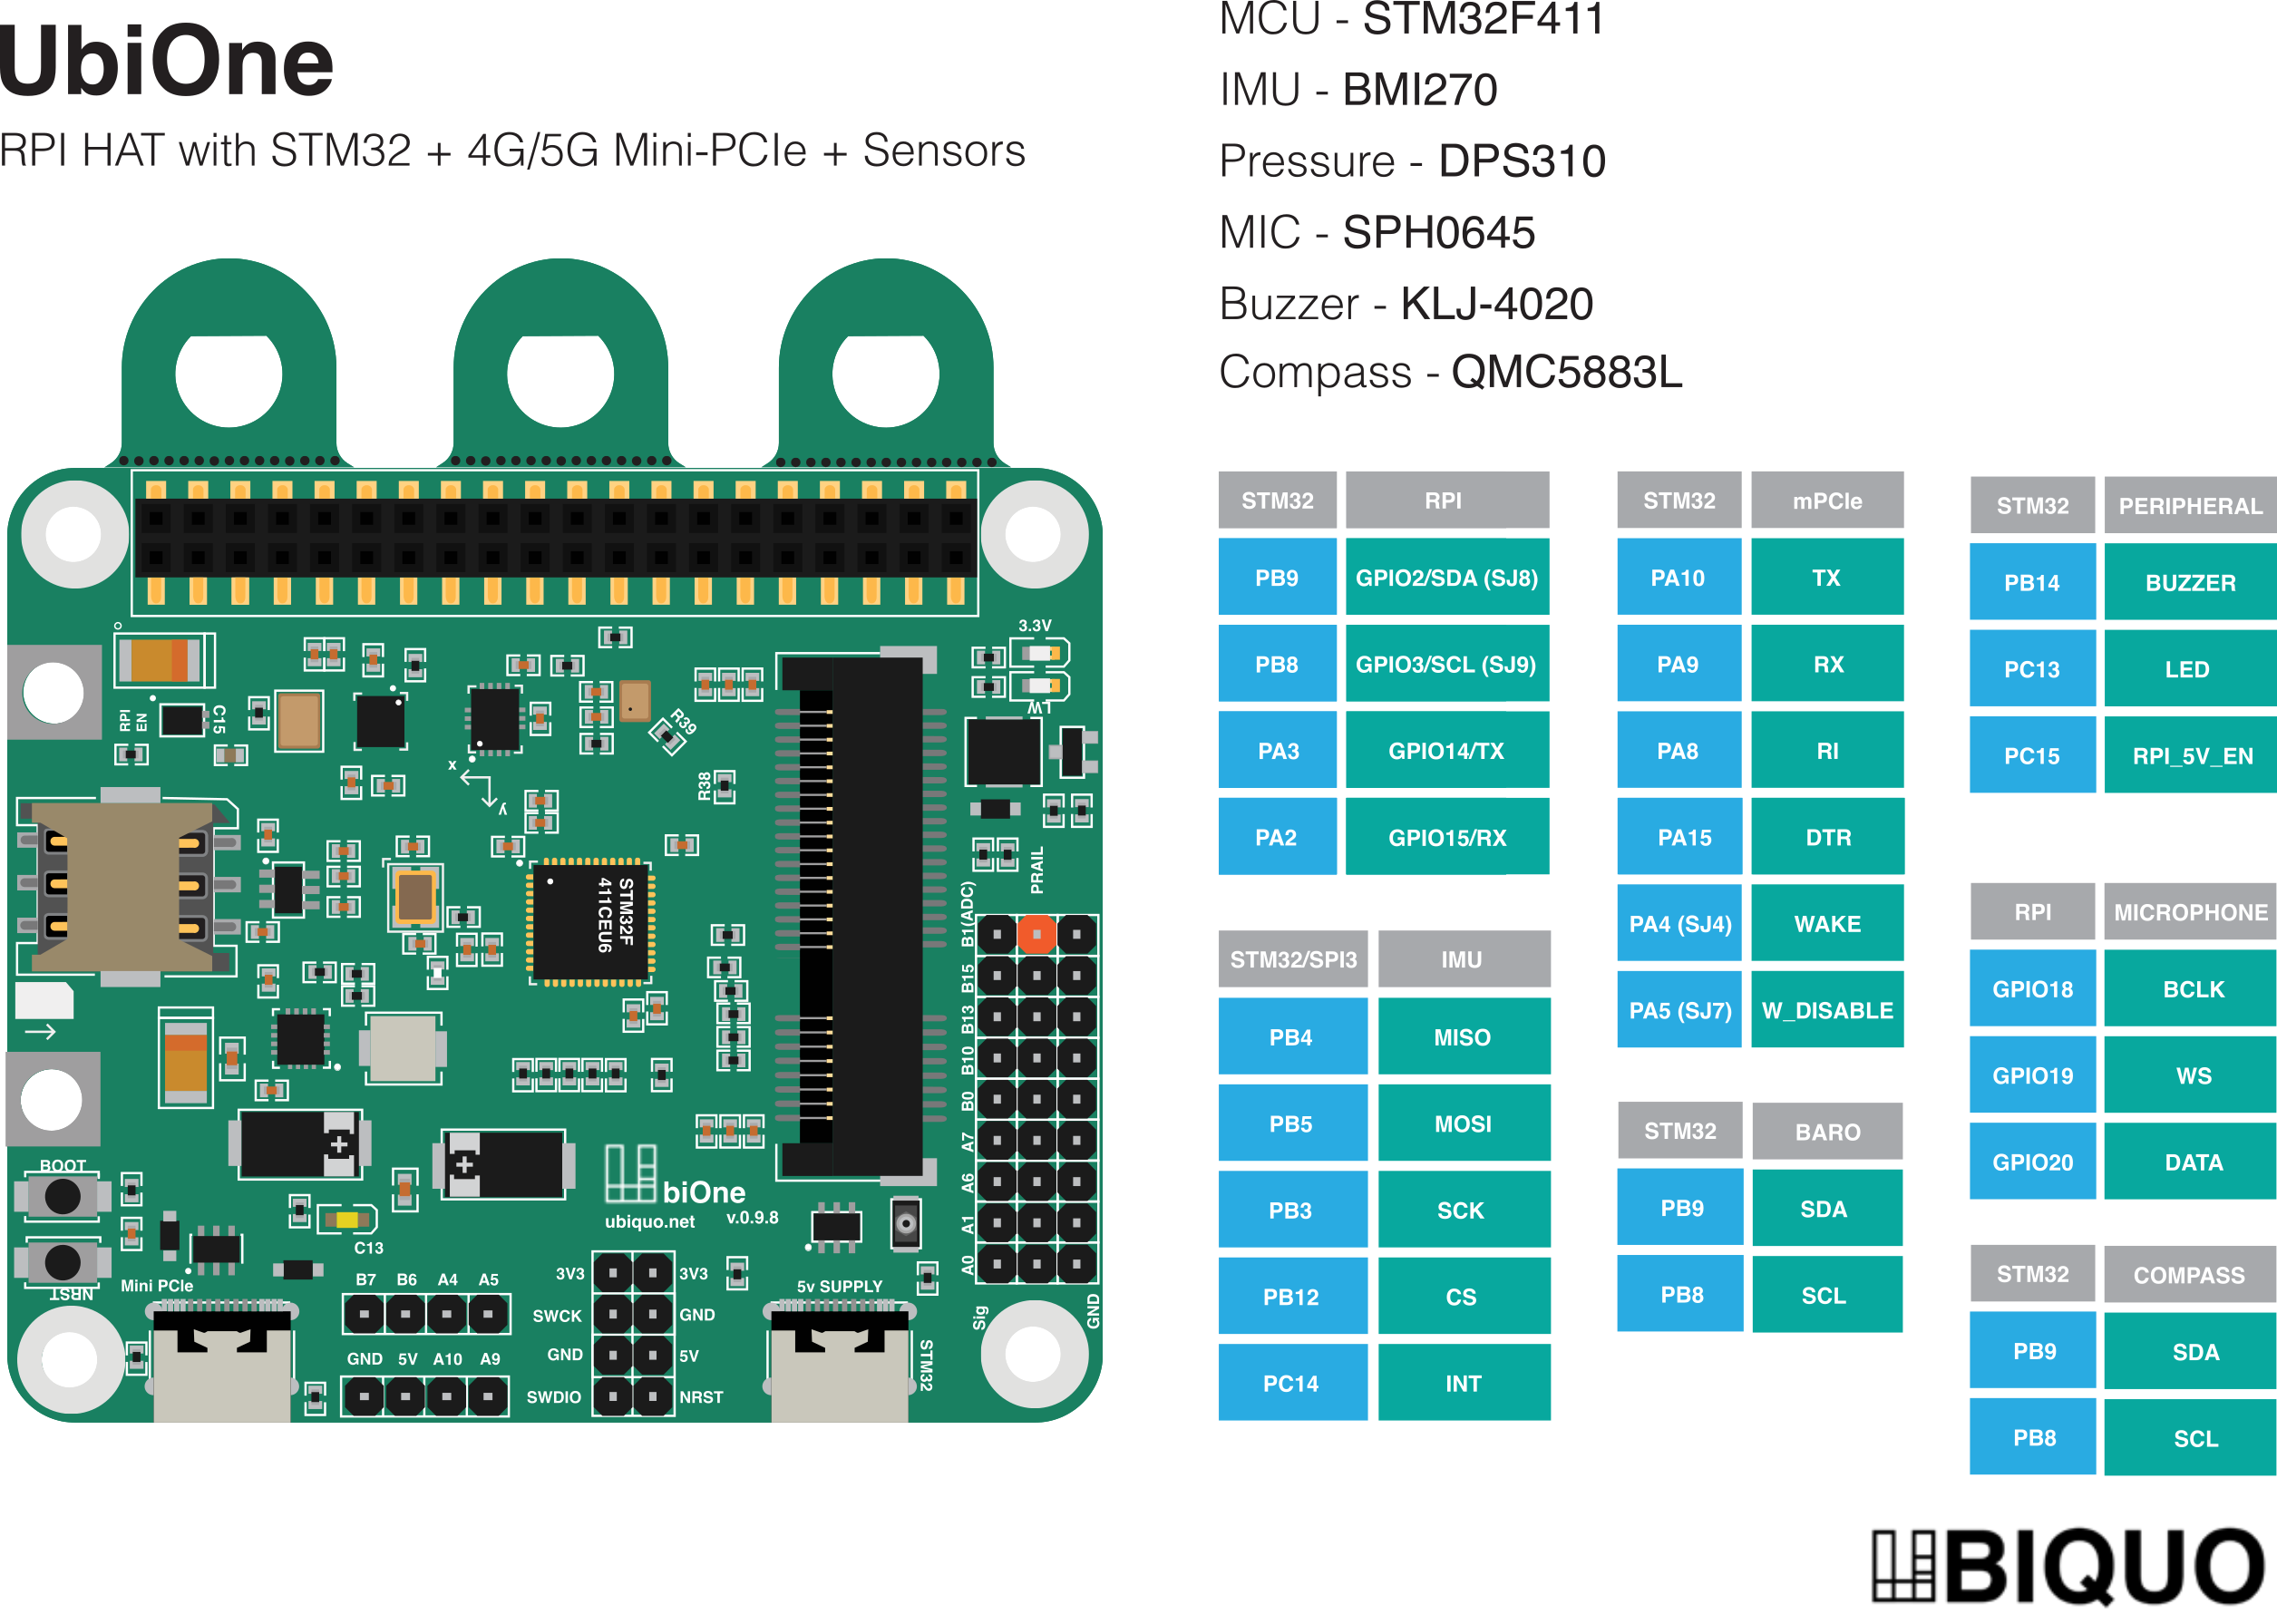 UbiOne
RPI HAT with STM32 + 4G/5G Mini-PCIe + Sensors
MCU - STM32F411
IMU - BMI270
Pressure - DPS310
MIC - SPH0645
Buzzer - KLJ-4020
Compass - QMC5883L
3.3V
LW
RPI
EN
C15
R39
R38
x
y
PRAIL
STM32F
411CEU6
B1(ADC)
B15
B13
B10
B0
A7
A6
A1
A0
Sig
GND
BOOT
NRST
Mini PCIe
C13
biOne
ubiquo.net
v.0.9.8
B7 B6 A4 A5
GND 5V A10 A9
3V3 3V3
SWCK GND
GND 5V
SWDIO NRST
5v SUPPLY
STM32
STM32 RPI
PB9 GPIO2/SDA (SJ8)
PB8 GPIO3/SCL (SJ9)
PA3 GPIO14/TX
PA2 GPIO15/RX
STM32/SPI3 IMU
PB4 MISO
PB5 MOSI
PB3 SCK
PB12 CS
PC14 INT
STM32 mPCIe
PA10 TX
PA9 RX
PA8 RI
PA15 DTR
PA4 (SJ4) WAKE
PA5 (SJ7) W_DISABLE
STM32 BARO
PB9 SDA
PB8 SCL
STM32 PERIPHERAL
PB14 BUZZER
PC13 LED
PC15 RPI_5V_EN
RPI MICROPHONE
GPIO18 BCLK
GPIO19 WS
GPIO20 DATA
STM32 COMPASS
PB9 SDA
PB8 SCL
UBIQUO